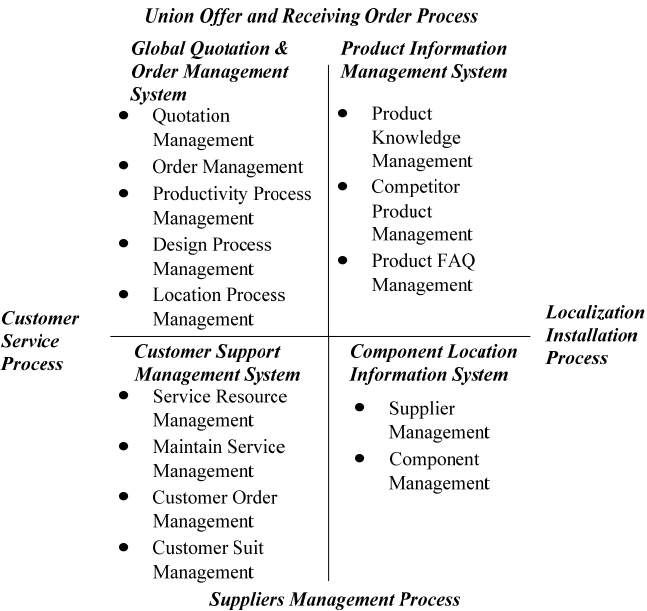 Union Offer and Receiving Order Process
Global Quotation &
Order Management
System
● Quotation
Management
● Order Management
● Productivity Process
Management
● Design Process
Management
● Location Process
Management
Product Information
Management System
● Product
Knowledge
Management
● Competitor
Product
Management
● Product FAQ
Management
Customer
Service
Process
Localization
Installation
Process
Customer Support
Management System
● Service Resource
Management
● Maintain Service
Management
● Customer Order
Management
● Customer Suit
Management
Component Location
Information System
● Supplier
Management
● Component
Management
Suppliers Management Process